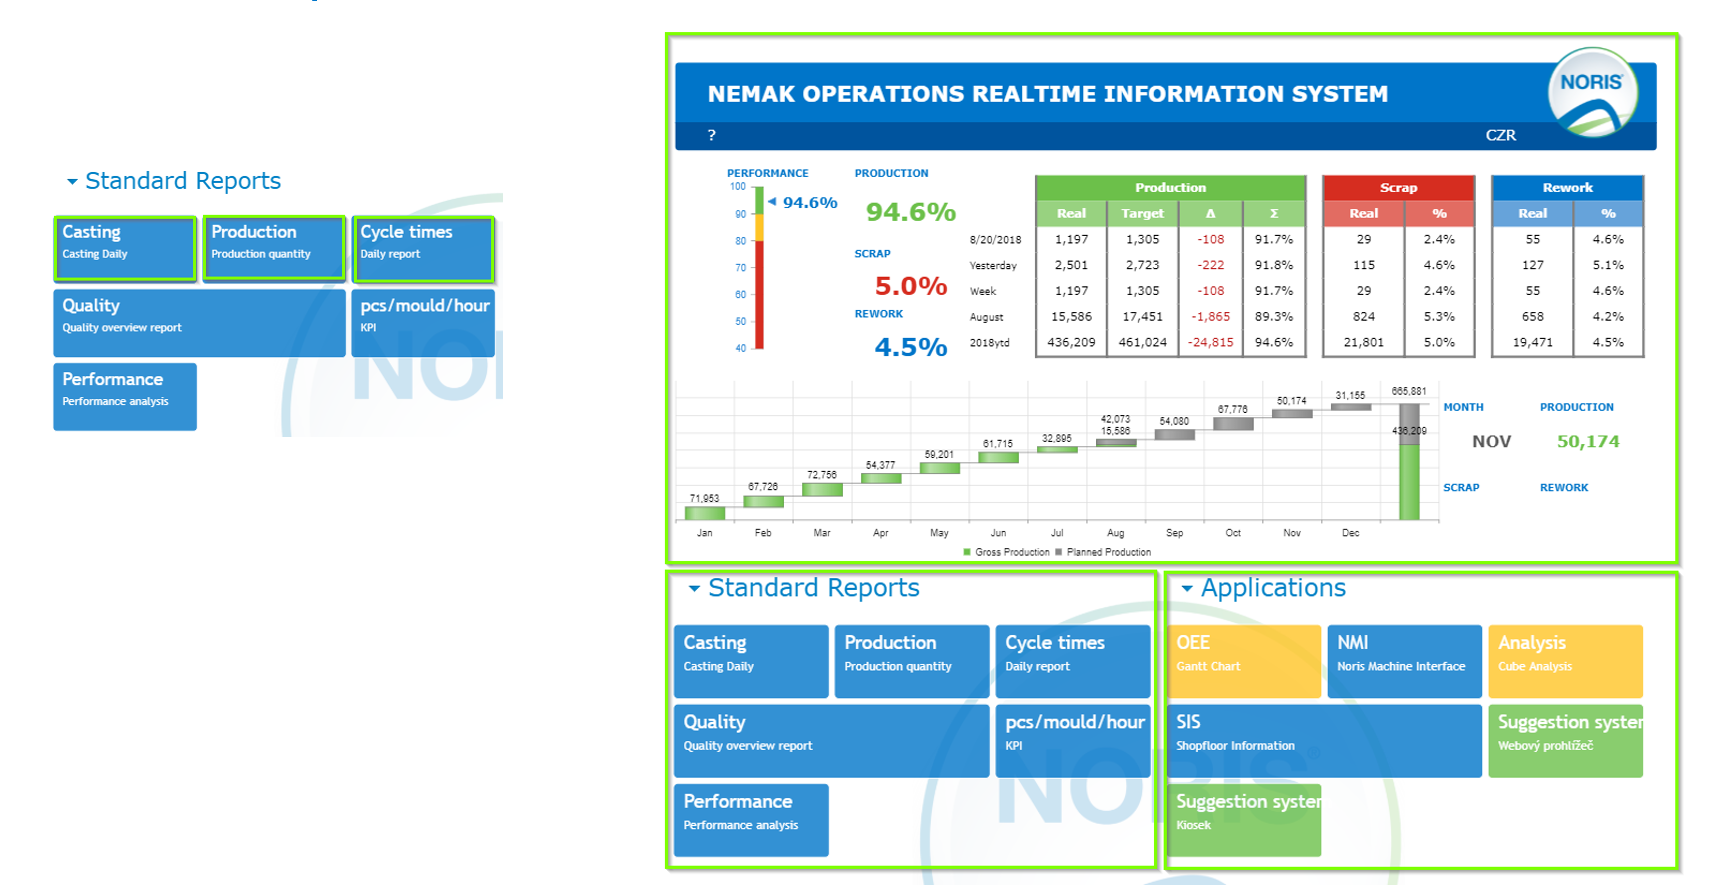 Standard Reports
Casting
Casting Daily
Production
Production quantity
Cycle times
Daily report
Quality
Quality overview report
pcs/mould/hour
KPI
Performance
Performance analysis
NO
NEMAK OPERATIONS REALTIME INFORMATION SYSTEM
NORIS
?
CZR
PERFORMANCE
100
90
80
70
60
50
40
94.6%
PRODUCTION
94.6%
SCRAP
5.0%
REWORK
4.5%
Production Scrap Rework
Real Target Δ Σ Real % Real %
8/20/2018 1,197 1,305 -108 91.7% 29 2.4% 55 4.6%
Yesterday 2,501 2,723 -222 91.8% 115 4.6% 127 5.1%
Week 1,197 1,305 -108 91.7% 29 2.4% 55 4.6%
August 15,586 17,451 -1,865 89.3% 824 5.3% 658 4.2%
2018ytd 436,209 461,024 -24,815 94.6% 21,801 5.0% 19,471 4.5%
71,953
67,726
72,756
54,377
59,201
61,715
32,895
42,073
15,586
54,080
67,776
50,174
31,155
665,881
436,209
Jan Feb Mar Apr May Jun Jul Aug Sep Oct Nov Dec
Gross Production Planned Production
MONTH PRODUCTION
NOV 50,174
SCRAP REWORK
Standard Reports
Casting
Casting Daily
Production
Production quantity
Cycle times
Daily report
Quality
Quality overview report
pcs/mould/hour
KPI
Performance
Performance analysis
Applications
OEE
Gantt Chart
NMI
Noris Machine Interface
Analysis
Cube Analysis
SIS
Shopfloor Information
Suggestion syster
Webový prohlížeč
Suggestion syster
Kiosek
NORIS